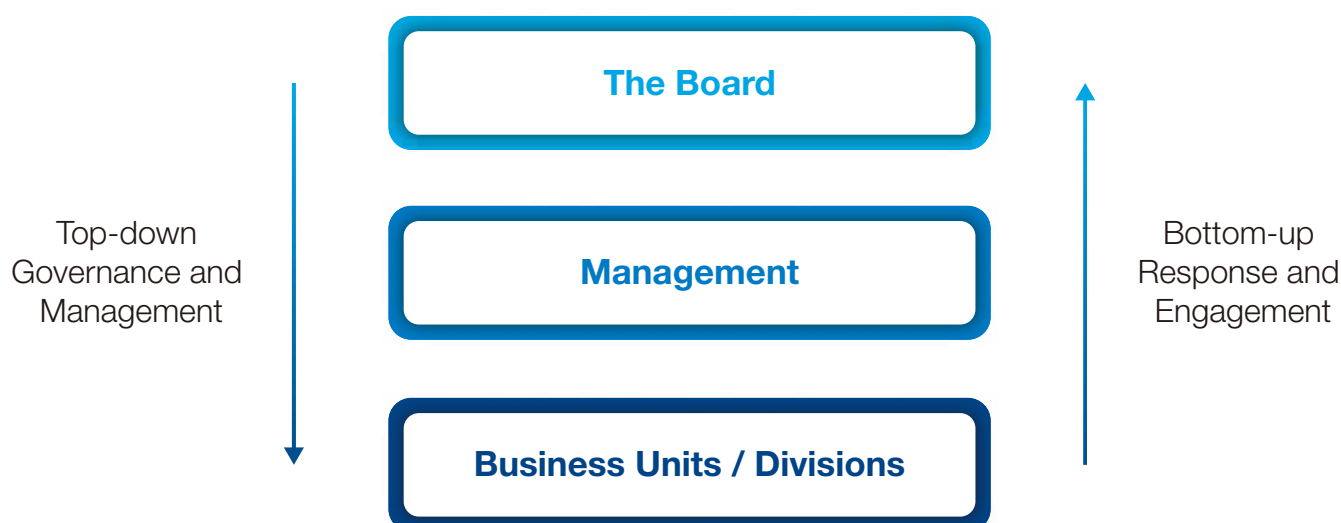 The Board
Top-down
Governance and
Management
Management
Bottom-up
Response and
Engagement
Business Units / Divisions